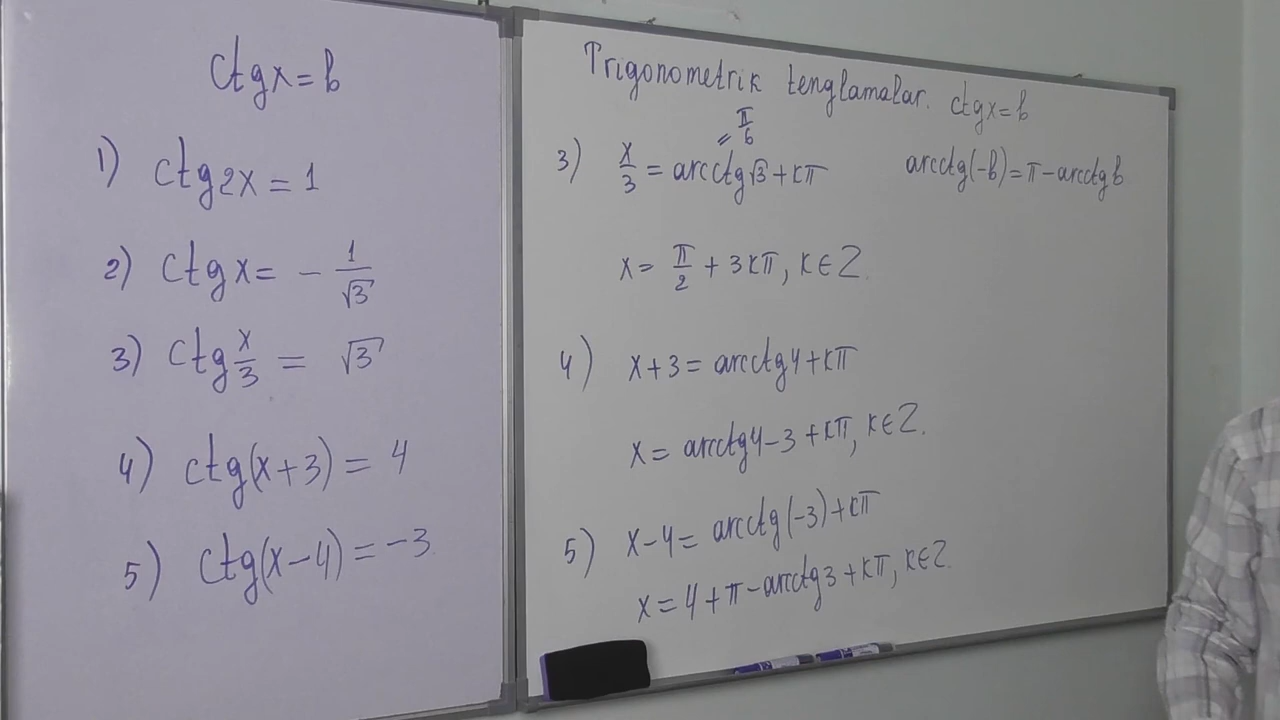 ctgx = b
1) ctg2x = 1
2) ctgx = - 1/√3
3) ctg x/3 = √3
4) ctg(x+3) = 4
5) ctg(x-4) = -3
Trigonometrik tenglamalar. ctgx = b
= π/6
3) x/3 = arcctg√3 + kπ
arcctg(-b) = π - arcctg b
x = π/2 + 3kπ, k∈Z.
4) x+3 = arcctg4 + kπ
x = arcctg4 - 3 + kπ, k∈Z.
5) x-4 = arcctg(-3) + kπ
x = 4 + π - arcctg3 + kπ, k∈Z.